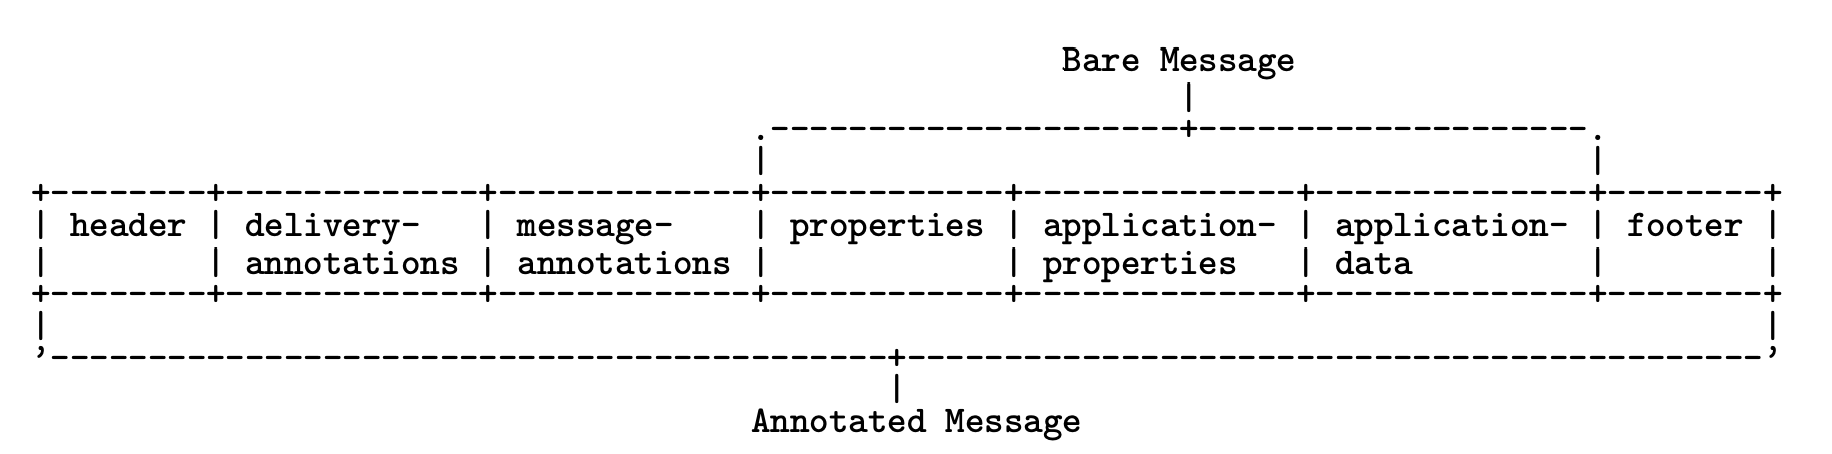 Bare Message
header
delivery-
annotations
message-
annotations
properties
application-
properties
application-
data
footer
Annotated Message